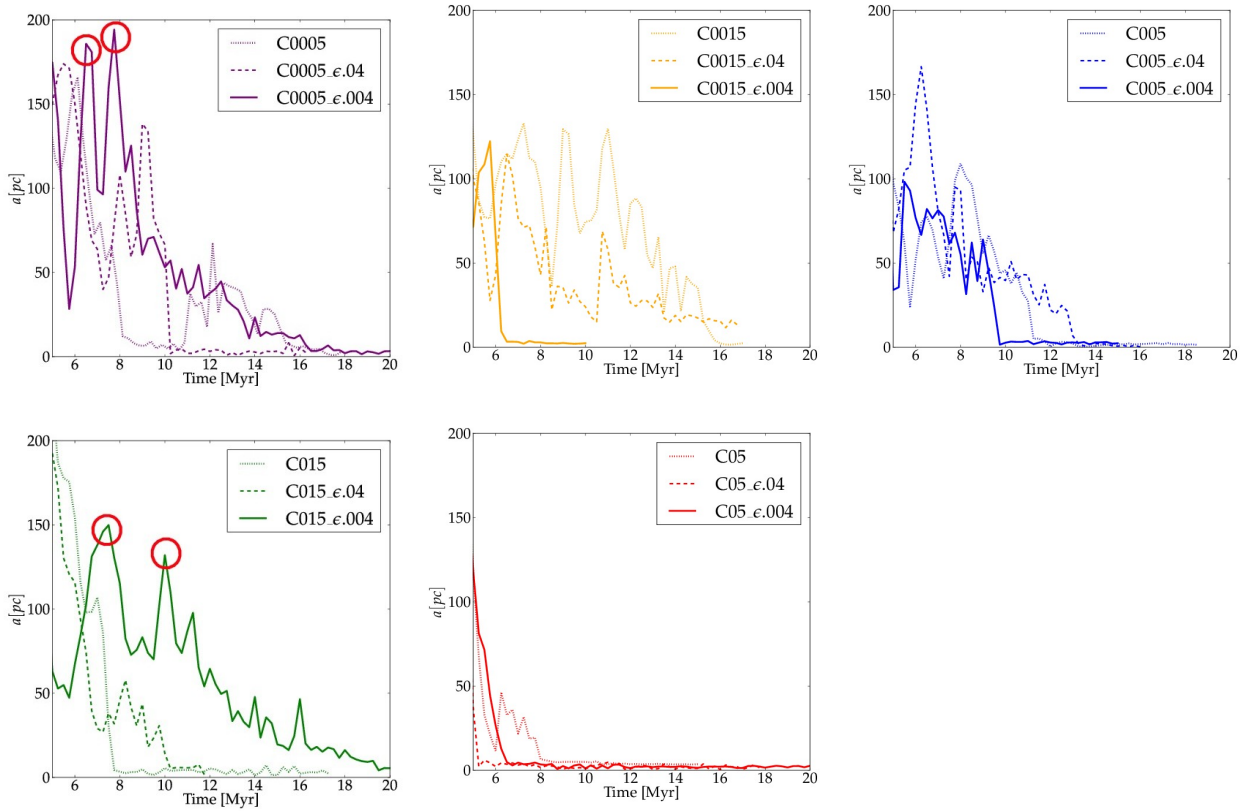 200
150
100
50
0
a[pc]
C0005
C0005_ϵ.04
C0005_ϵ.004
6 8 10 12 14 16 18 20
Time [Myr]
200
150
100
50
0
a[pc]
C0015
C0015_ϵ.04
C0015_ϵ.004
6 8 10 12 14 16 18 20
Time [Myr]
200
150
100
50
0
a[pc]
C005
C005_ϵ.04
C005_ϵ.004
6 8 10 12 14 16 18 20
Time [Myr]
200
150
100
50
0
a[pc]
C015
C015_ϵ.04
C015_ϵ.004
6 8 10 12 14 16 18 20
Time [Myr]
200
150
100
50
0
a[pc]
C05
C05_ϵ.04
C05_ϵ.004
6 8 10 12 14 16 18 20
Time [Myr]